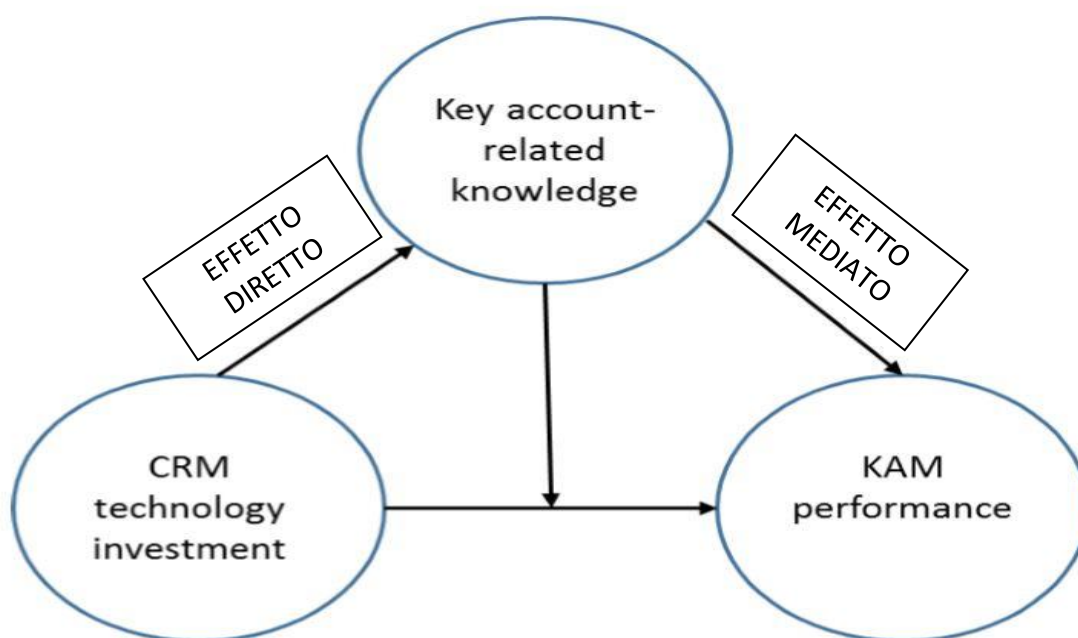 Key account-
related
knowledge
EFFETTO
DIRETTO
EFFETTO
MEDIATO
CRM
technology
investment
KAM
performance